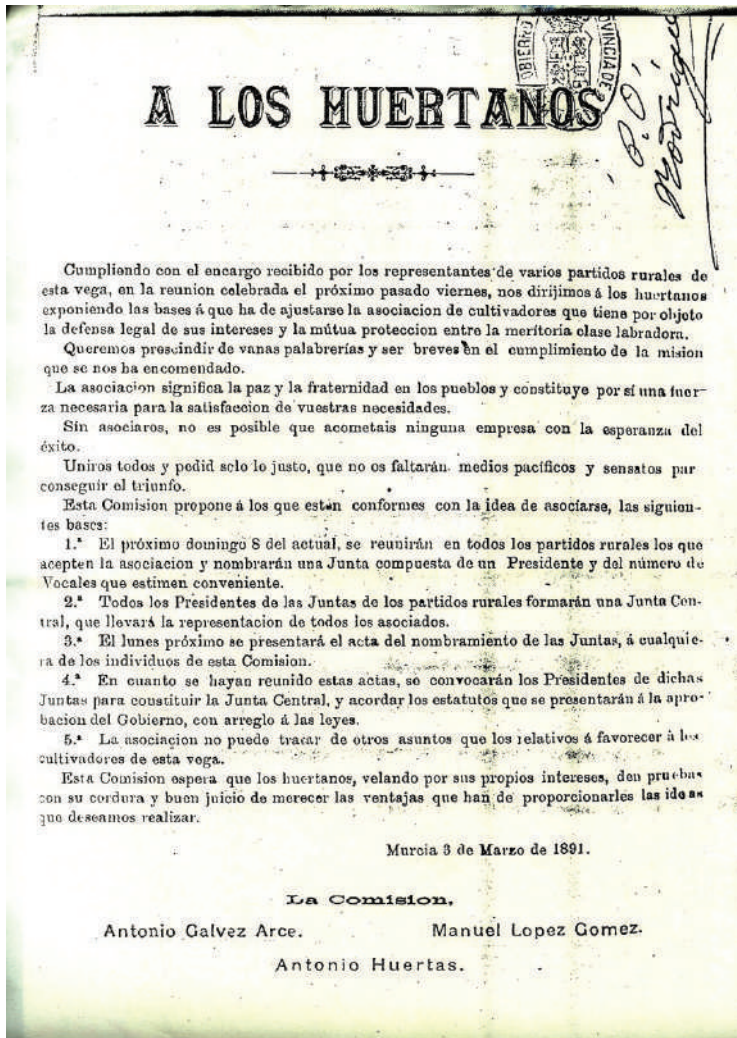 OBIERNO
OVINCIA DE
A LOS HUERTANOS
Cumpliendo con el encargo recibido por los representantes de varios partidos rurales de
esta vega, en la reunion celebrada el próximo pasado viernes, nos dirijimos á los huertanos
exponiendo las bases á que ha de ajustarse la asociacion de cultivadores que tiene por objeto
la defensa legal de sus intereses y la mútua proteccion entre la meritoria clase labradora.
Queremos prescindir de vanas palabrerías y ser breves en el cumplimiento de la mision
que se nos ha encomendado.
La asociacion significa la paz y la fraternidad en los pueblos y constituye por sí una fuer-
za necesaria para la satisfaccion de vuestras necesidades.
Sin asociaros, no es posible que acometais ninguna empresa con la esperanza del
éxito.
Uniros todos y pedid solo lo justo, que no os faltarán medios pacíficos y sensatos par
conseguir el triunfo.
Esta Comision propone á los que están conformes con la idea de asociarse, las siguien-
tes bases:
1.ª El próximo domingo 8 del actual, se reunirán en todos los partidos rurales los que
acepten la asociacion y nombrarán una Junta compuesta de un Presidente y del número de
Vocales que estimen conveniente.
2.ª Todos los Presidentes de las Juntas de los partidos rurales formarán una Junta Cen-
tral, que llevará la representacion de todos los asociados.
3.ª El lunes próximo se presentará el acta del nombramiento de las Juntas, á cualquie-
ra de los individuos de esta Comision.
4.ª En cuanto se hayan reunido estas actas, se convocarán los Presidentes de dichas
Juntas para constituir la Junta Central, y acordar los estatutos que se presentarán á la apro-
bacion del Gobierno, con arreglo á las leyes.
5.ª La asociacion no puede tratar de otros asuntos que los relativos á favorecer á los
cultivadores de esta vega.
Esta Comision espera que los huertanos, velando por sus propios intereses, den pruebas
con su cordura y buen juicio de merecer las ventajas que han de proporcionarles las ideas
que deseamos realizar.
Murcia 3 de Marzo de 1891.
La Comision,
Antonio Galvez Arce. Manuel Lopez Gomez.
Antonio Huertas.